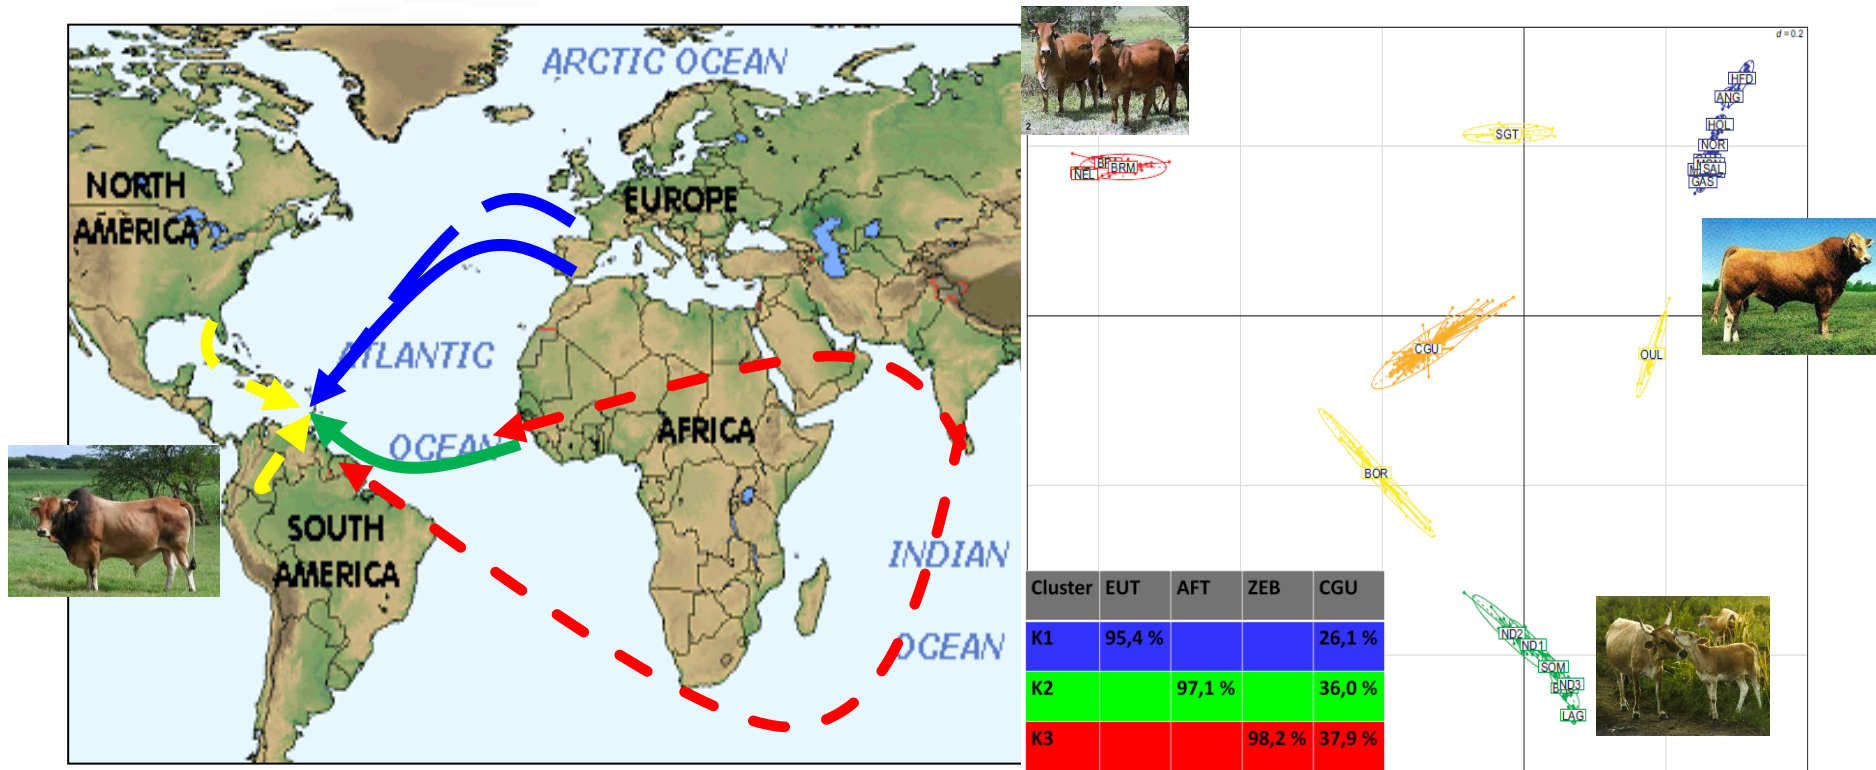 ARCTIC OCEAN
NORTH
AMERICA
EUROPE
ATLANTIC
OCEAN
AFRICA
SOUTH
AMERICA
INDIAN
OCEAN
2
d = 0.2
HFD
ANG
HOL
NOR
SAL
GAS
SGT
BRM
NEL
CGU
OUL
BOR
ND2
ND1
SOM
ND3
LAG
Cluster EUT AFT ZEB CGU
K1 95,4 % 26,1 %
K2 97,1 % 36,0 %
K3 98,2 % 37,9 %